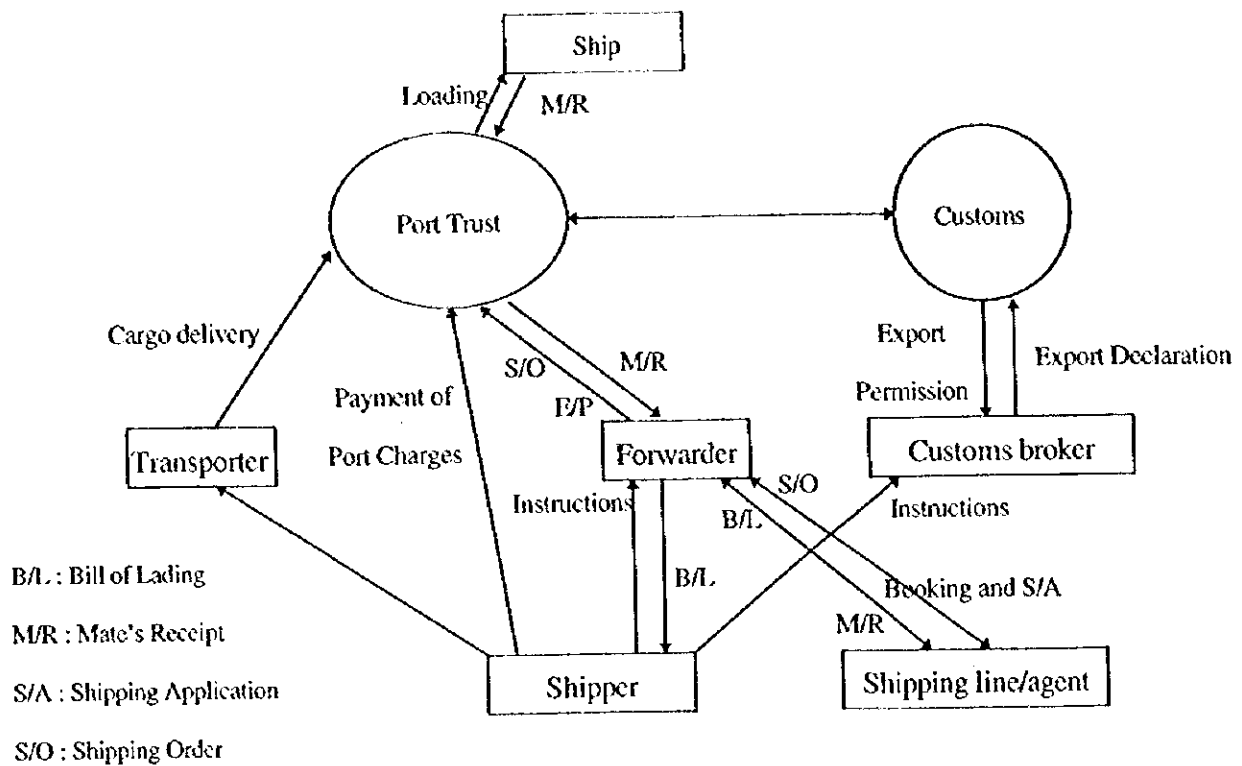 Ship
Loading
M/R
Port Trust
Customs
Cargo delivery
S/O
M/R
Export
Export Declaration
Payment of
E/P
Permission
Transporter
Port Charges
Forwarder
Customs broker
Instructions
S/O
B/L
Instructions
B/L : Bill of Lading
B/L
Booking and S/A
M/R : Mate's Receipt
M/R
Shipper
Shipping line/agent
S/A : Shipping Application
S/O : Shipping Order